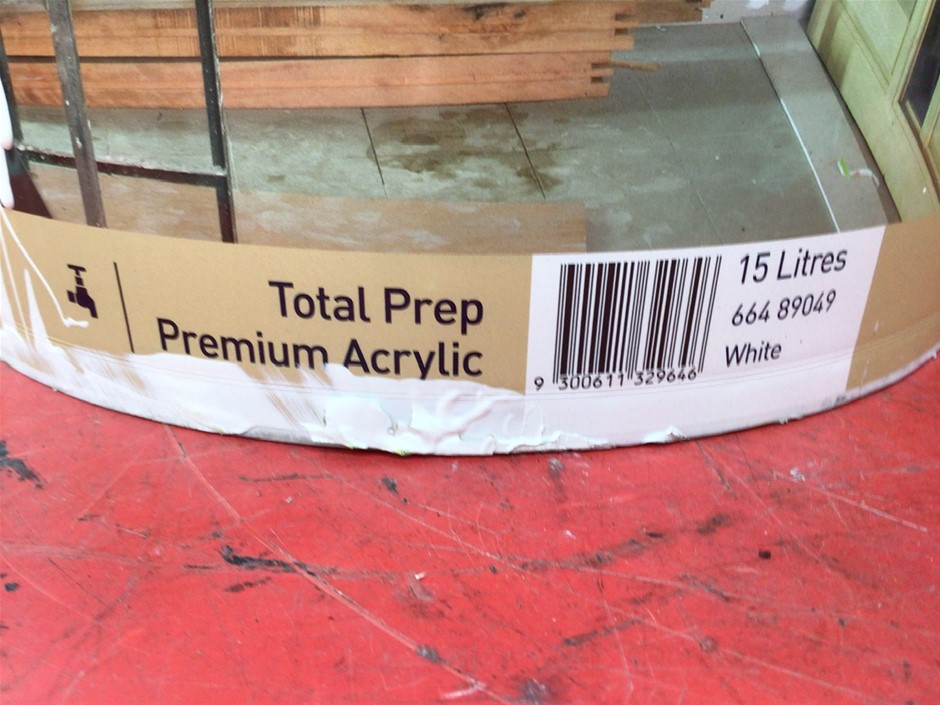 Total Prep
Premium Acrylic
15 Litres
664 89049
White
9 300611 329646